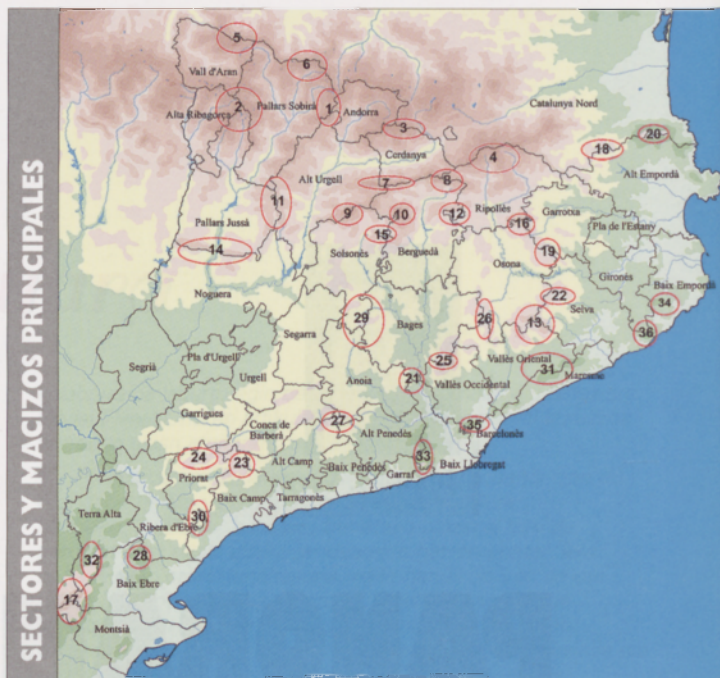 SECTORES Y MACIZOS PRINCIPALES
5
Vall d'Aran
6
2
Pallars Sobirà
1
Andorra
Alta Ribagorça
3
Catalunya Nord
20
18
Cerdanya
4
Alt Empordà
Alt Urgell
7
8
11
9
10
12
Ripollès
Garrotxa
16
Pallars Jussà
15
Pla de l'Estany
14
Solsonès
Berguedà
Osona
19
Gironès
Noguera
22
Baix Empordà
34
29
Bages
26
13
Selva
36
Segarra
Segrià
Pla d'Urgell
25
Vallès Oriental
31
Maresme
Urgell
Anoia
21
Vallès Occidental
Garrigues
27
Conca de
Barberà
Alt Penedès
35
Barcelonès
24
23
Alt Camp
Baix Penedès
33
Priorat
Garraf
Baix Llobregat
Baix Camp
Tarragonès
30
Terra Alta
Ribera d'Ebre
32
28
Baix Ebre
17
Montsià